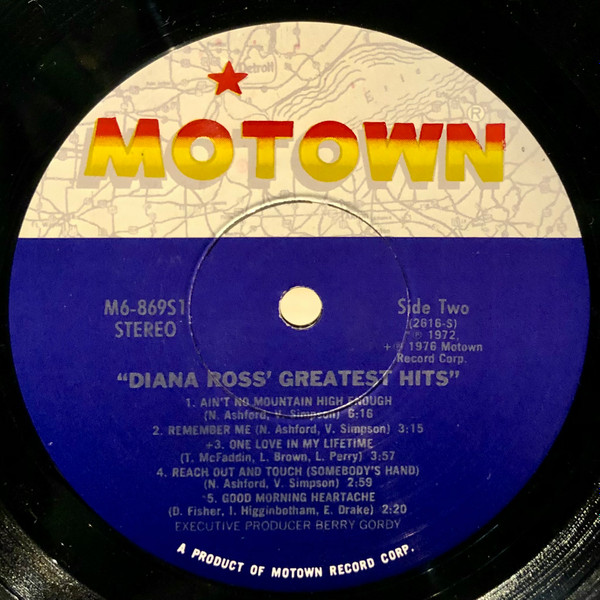 Detroit
Erie
MOTOWN®
M6-869S1
STEREO
Side Two
(2616-S)
℗ 1972,
+ ℗ 1976 Motown
Record Corp.
"DIANA ROSS' GREATEST HITS"
1. AIN'T NO MOUNTAIN HIGH ENOUGH
(N. Ashford, V. Simpson) 6:16
2. REMEMBER ME (N. Ashford, V. Simpson) 3:15
+3. ONE LOVE IN MY LIFETIME
(T. McFaddin, L. Brown, L. Perry) 3:57
4. REACH OUT AND TOUCH (SOMEBODY'S HAND)
(N. Ashford, V. Simpson) 2:59
*5. GOOD MORNING HEARTACHE
(D. Fisher, I. Higginbotham, E. Drake) 2:20
EXECUTIVE PRODUCER BERRY GORDY
A PRODUCT OF MOTOWN RECORD CORP.